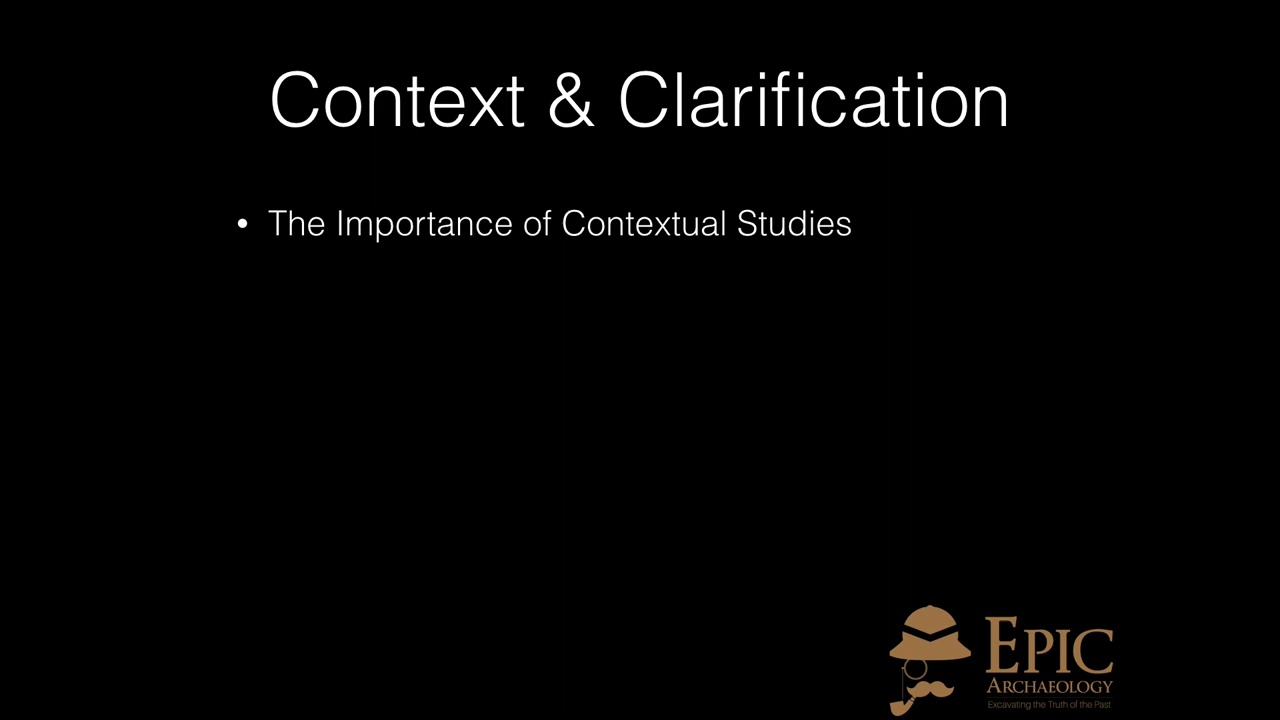 Context & Clarification
• The Importance of Contextual Studies
EPIC
ARCHAEOLOGY
Excavating the Truth of the Past